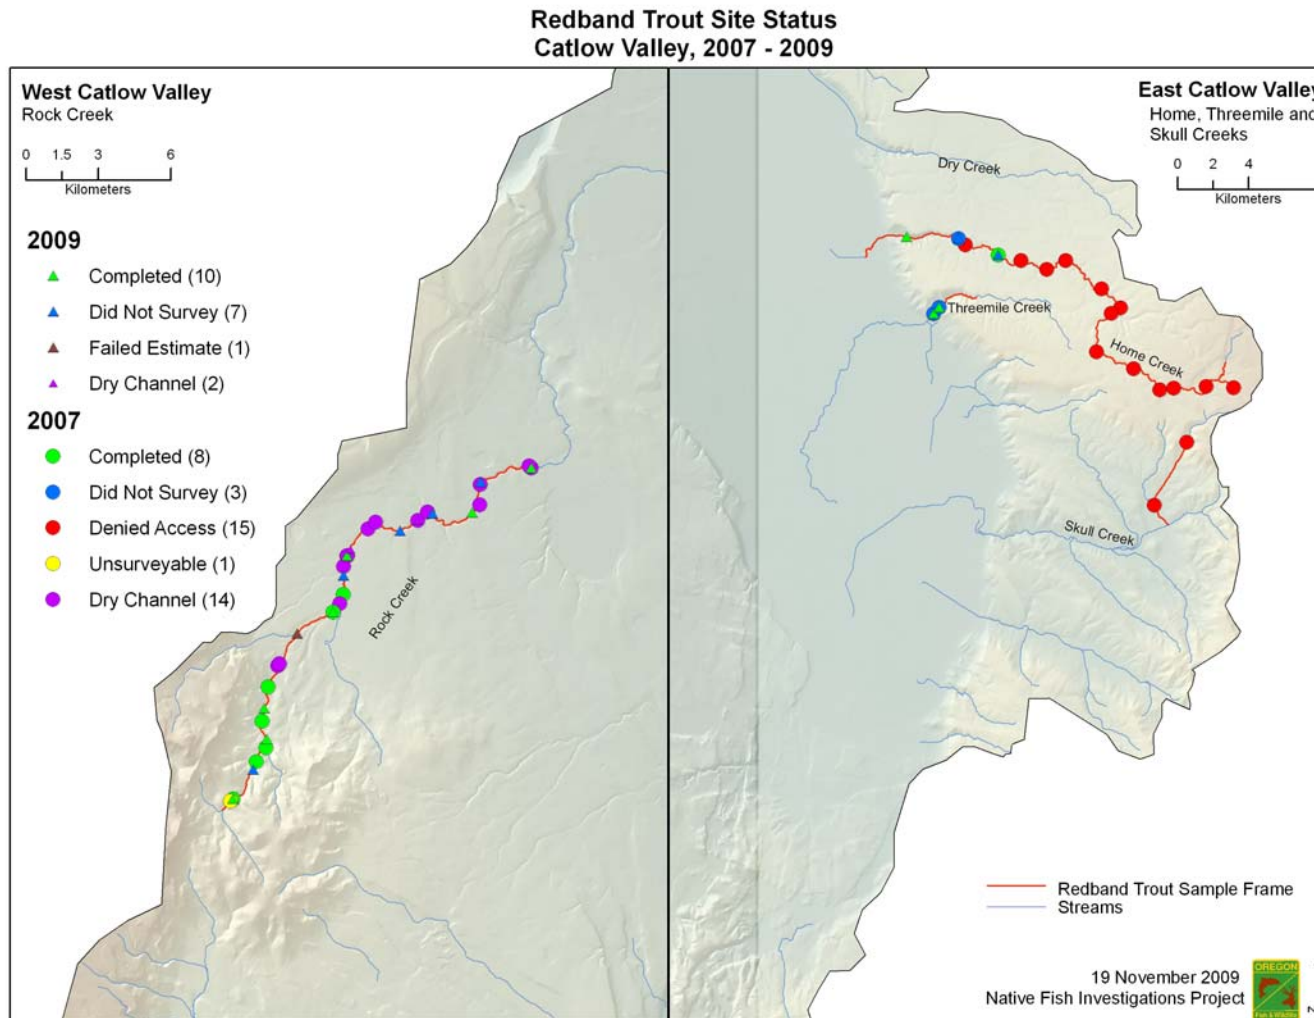 Redband Trout Site Status
Catlow Valley, 2007 - 2009
West Catlow Valley
Rock Creek
0 1.5 3 6
Kilometers
2009
Completed (10)
Did Not Survey (7)
Failed Estimate (1)
Dry Channel (2)
2007
Completed (8)
Did Not Survey (3)
Denied Access (15)
Unsurveyable (1)
Dry Channel (14)
Rock Creek
East Catlow Valley
Home, Threemile and
Skull Creeks
0 2 4
Kilometers
Dry Creek
Threemile Creek
Home Creek
Skull Creek
Redband Trout Sample Frame
Streams
19 November 2009
Native Fish Investigations Project
OREGON
Fish & Wildlife